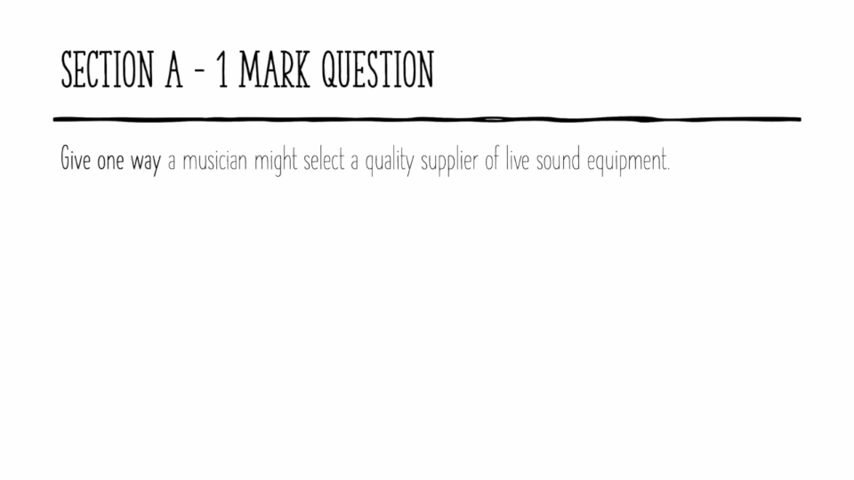 SECTION A - 1 MARK QUESTION
Give one way a musician might select a quality supplier of live sound equipment.